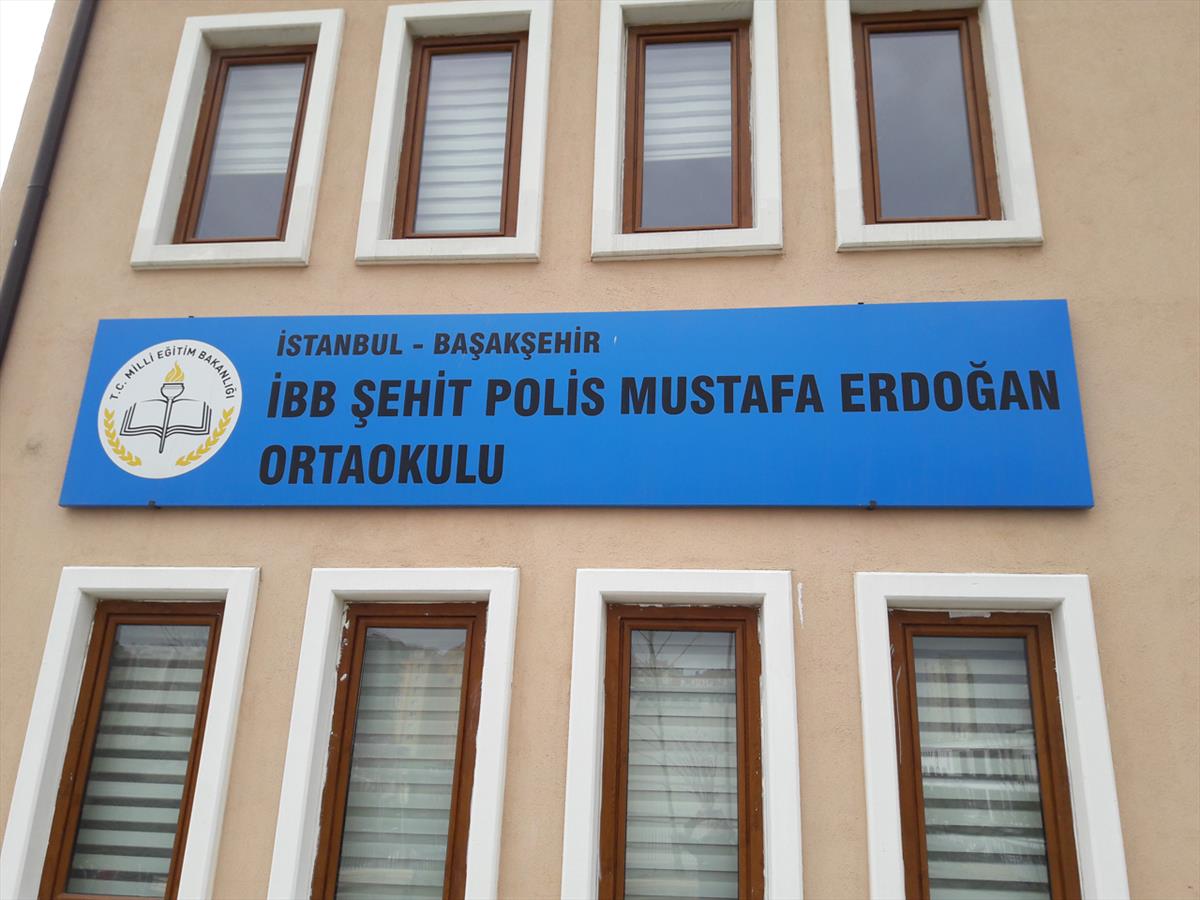 T.C. MİLLİ EĞİTİM BAKANLIĞI
İSTANBUL - BAŞAKŞEHİR
İBB ŞEHİT POLİS MUSTAFA ERDOĞAN
ORTAOKULU